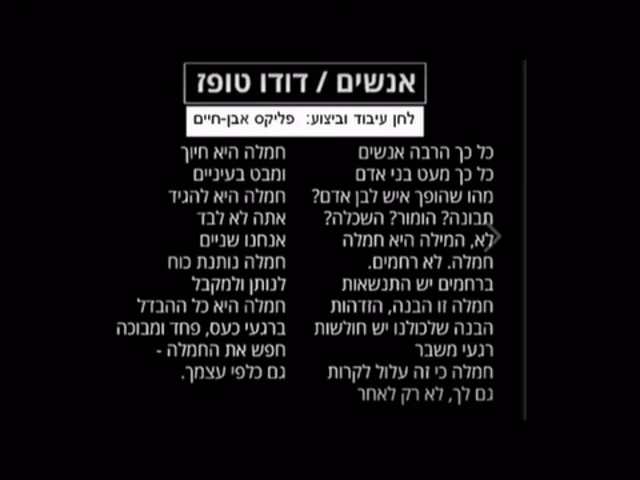 אנשים / דודו טופז
לחן עיבוד וביצוע: פליקס אבן-חיים
כל כך הרבה אנשים
כל כך מעט בני אדם
מהו שהופך איש לבן אדם?
תבונה? הומור? השכלה?
לא, המילה היא חמלה
חמלה. לא רחמים.
ברחמים יש התנשאות
חמלה זו הבנה, הזדהות
הבנה שלכולנו יש חולשות
רגעי משבר
חמלה כי זה עלול לקרות
גם לך, לא רק לאחר
חמלה היא חיוך
ומבט בעיניים
חמלה היא להגיד
אתה לא לבד
אנחנו שניים
חמלה נותנת כוח
לנותן ולמקבל
חמלה היא כל ההבדל
ברגעי כעס, פחד ומבוכה
חפש את החמלה -
גם כלפי עצמך.